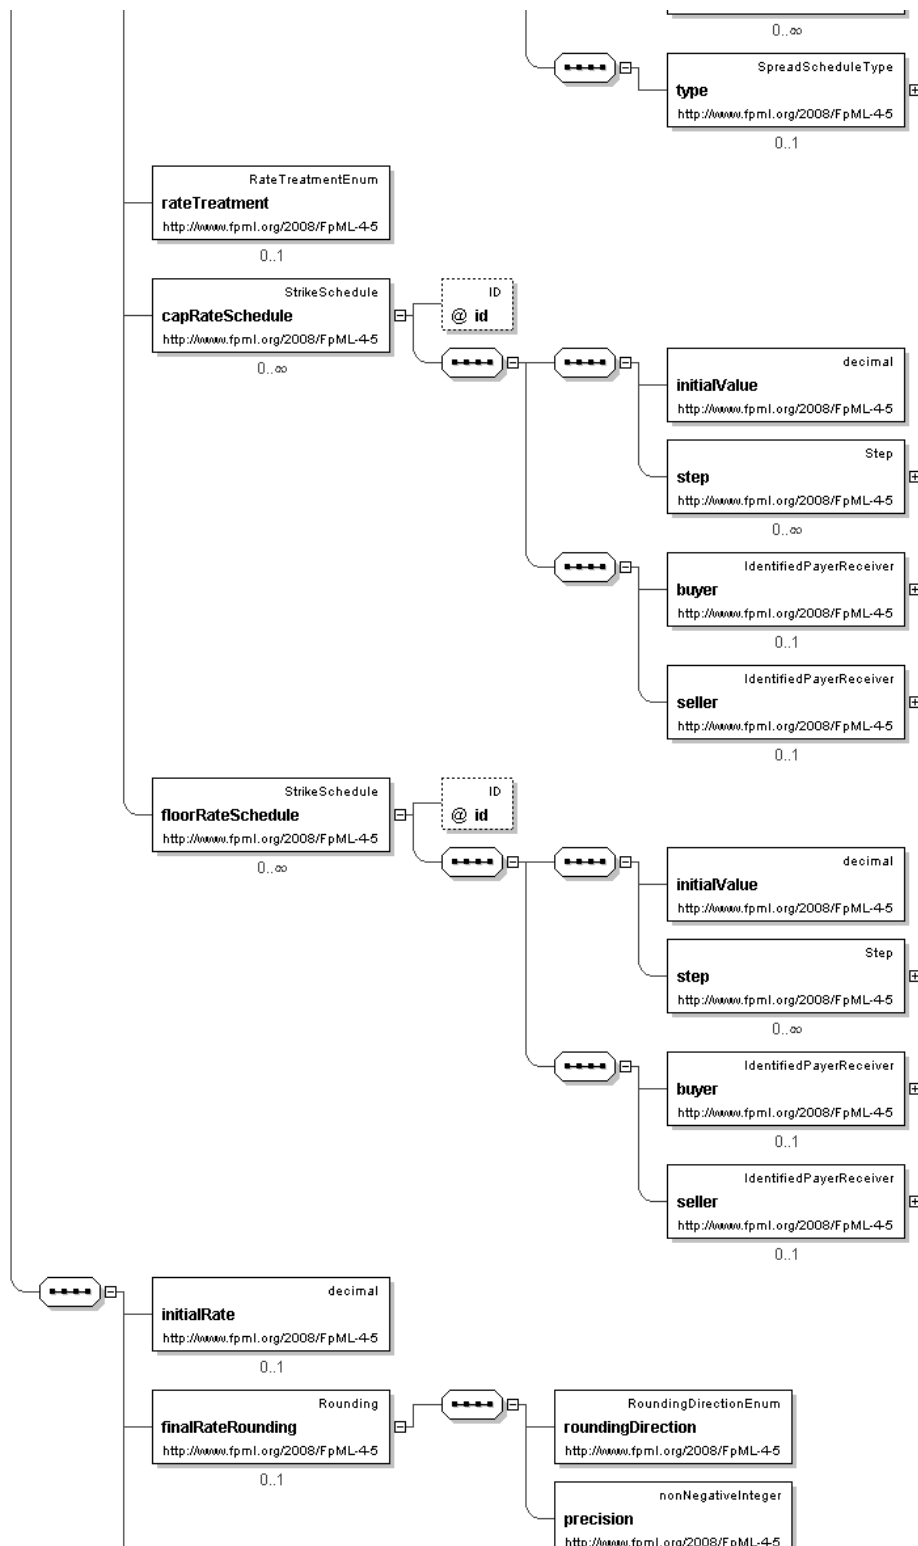 0..∞
SpreadScheduleType
type
http://www.fpml.org/2008/FpML-4-5
0..1
RateTreatmentEnum
rateTreatment
http://www.fpml.org/2008/FpML-4-5
0..1
StrikeSchedule
capRateSchedule
http://www.fpml.org/2008/FpML-4-5
0..∞
ID
@ id
decimal
initialValue
http://www.fpml.org/2008/FpML-4-5
Step
step
http://www.fpml.org/2008/FpML-4-5
0..∞
IdentifiedPayerReceiver
buyer
http://www.fpml.org/2008/FpML-4-5
0..1
IdentifiedPayerReceiver
seller
http://www.fpml.org/2008/FpML-4-5
0..1
StrikeSchedule
floorRateSchedule
http://www.fpml.org/2008/FpML-4-5
0..∞
ID
@ id
decimal
initialValue
http://www.fpml.org/2008/FpML-4-5
Step
step
http://www.fpml.org/2008/FpML-4-5
0..∞
IdentifiedPayerReceiver
buyer
http://www.fpml.org/2008/FpML-4-5
0..1
IdentifiedPayerReceiver
seller
http://www.fpml.org/2008/FpML-4-5
0..1
decimal
initialRate
http://www.fpml.org/2008/FpML-4-5
0..1
Rounding
finalRateRounding
http://www.fpml.org/2008/FpML-4-5
0..1
RoundingDirectionEnum
roundingDirection
http://www.fpml.org/2008/FpML-4-5
nonNegativeInteger
precision
http://www.fpml.org/2008/FpML-4-5